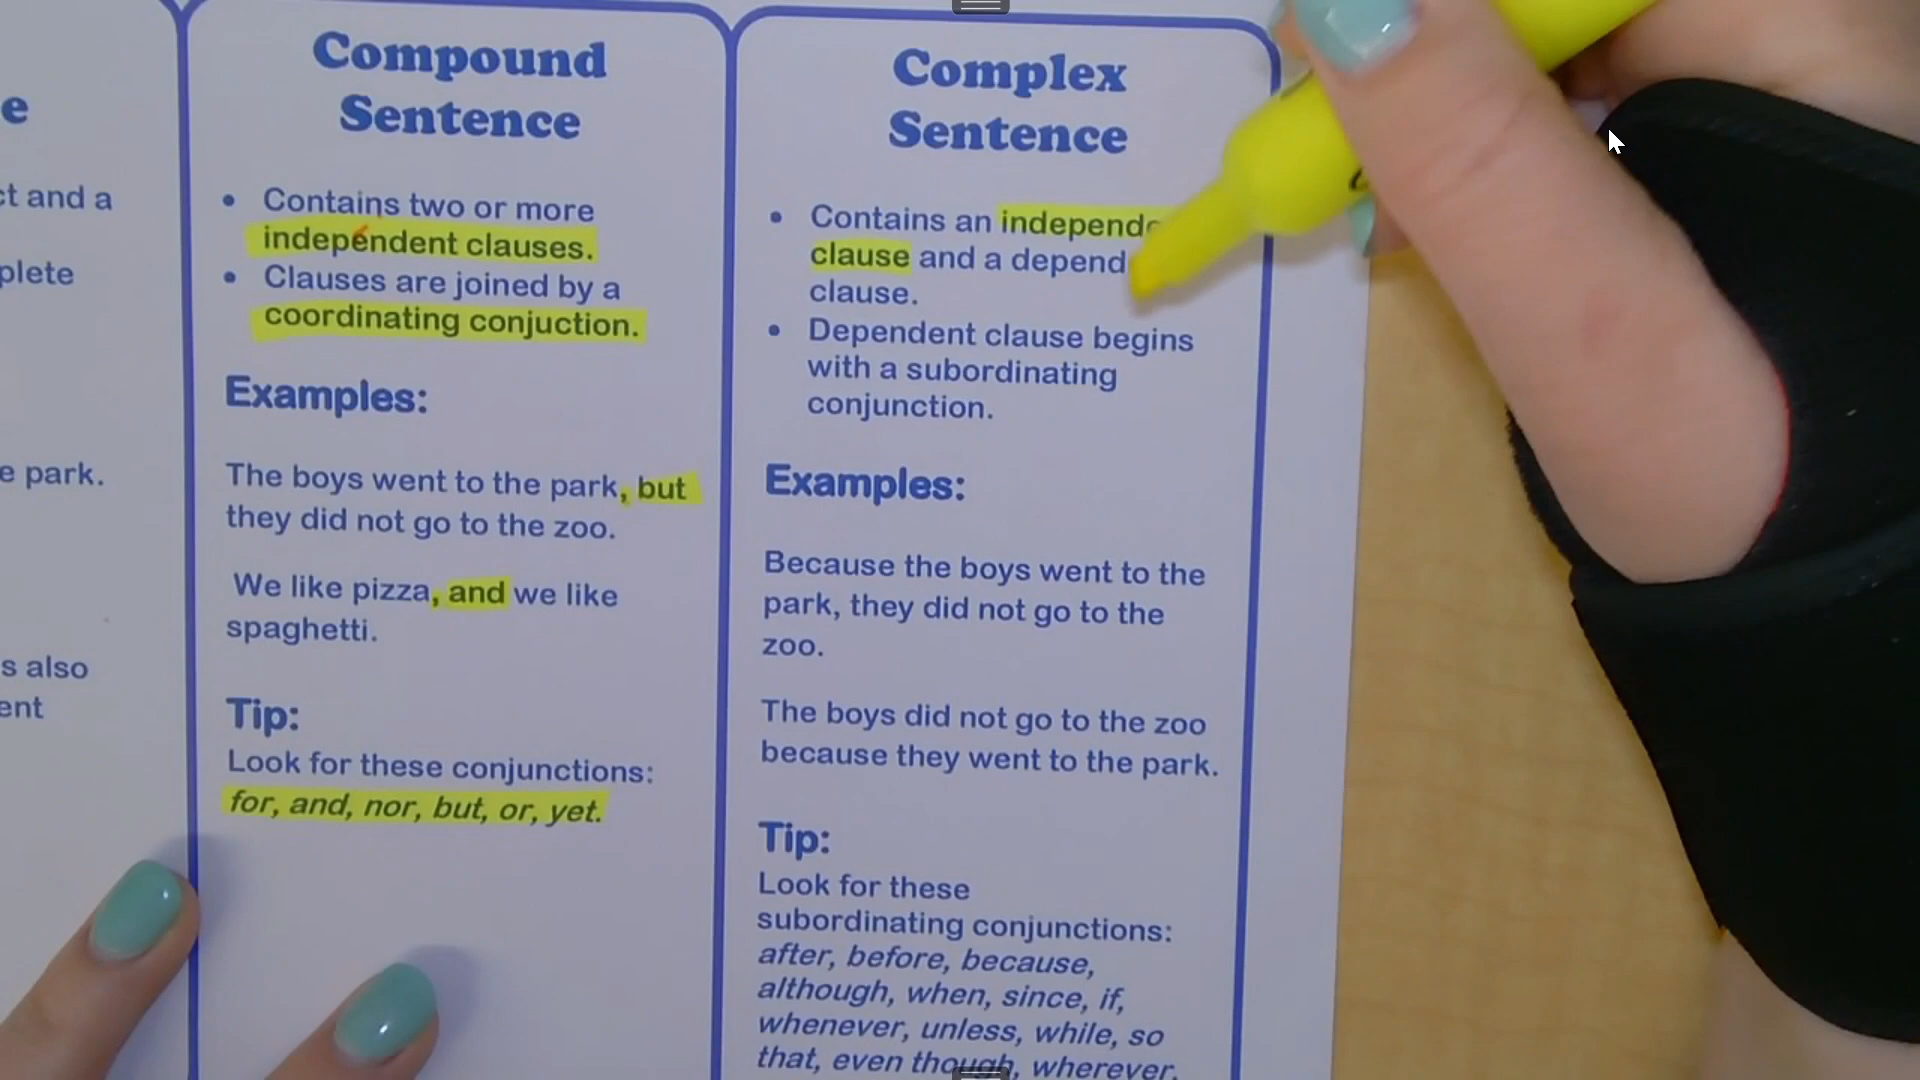 e
ct and a
plete
e park.
s also
ent
Compound
Sentence
• Contains two or more
independent clauses.
• Clauses are joined by a
coordinating conjuction.
Examples:
The boys went to the park, but
they did not go to the zoo.
We like pizza, and we like
spaghetti.
Tip:
Look for these conjunctions:
for, and, nor, but, or, yet.
Complex
Sentence
• Contains an
clause and a
clause.
• Dependent clause begins
with a subordinating
conjunction.
Examples:
Because the boys went to the
park, they did not go to the
zoo.
The boys did not go to the zoo
because they went to the park.
Tip:
Look for these
subordinating conjunctions:
after, before, because,
although, when, since, if,
whenever, unless, while, so
that, even though, wherever.